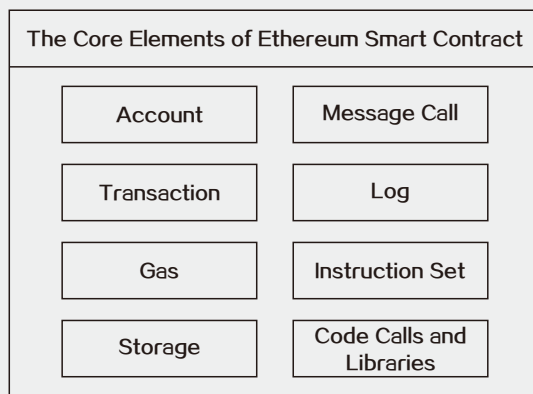 The Core Elements of Ethereum Smart Contract
Account
Message Call
Transaction
Log
Gas
Instruction Set
Storage
Code Calls and
Libraries